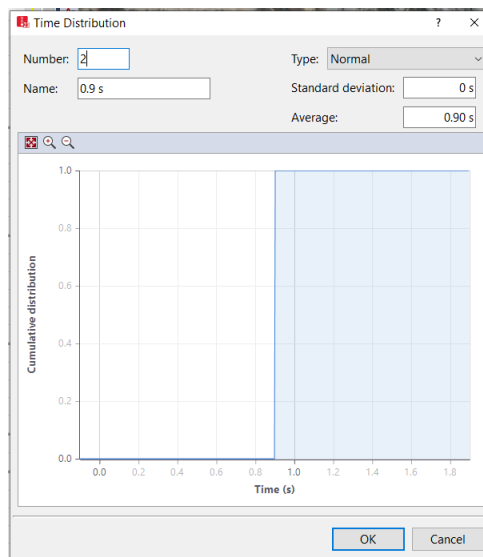 Time Distribution
? ×
Number: 2
Type: Normal
Name: 0.9 s
Standard deviation: 0 s
Average: 0.90 s
1.0
0.8
0.6
0.4
0.2
0.0
Cumulative distribution
0.0 0.2 0.4 0.6 0.8 1.0 1.2 1.4 1.6 1.8
Time (s)
OK Cancel